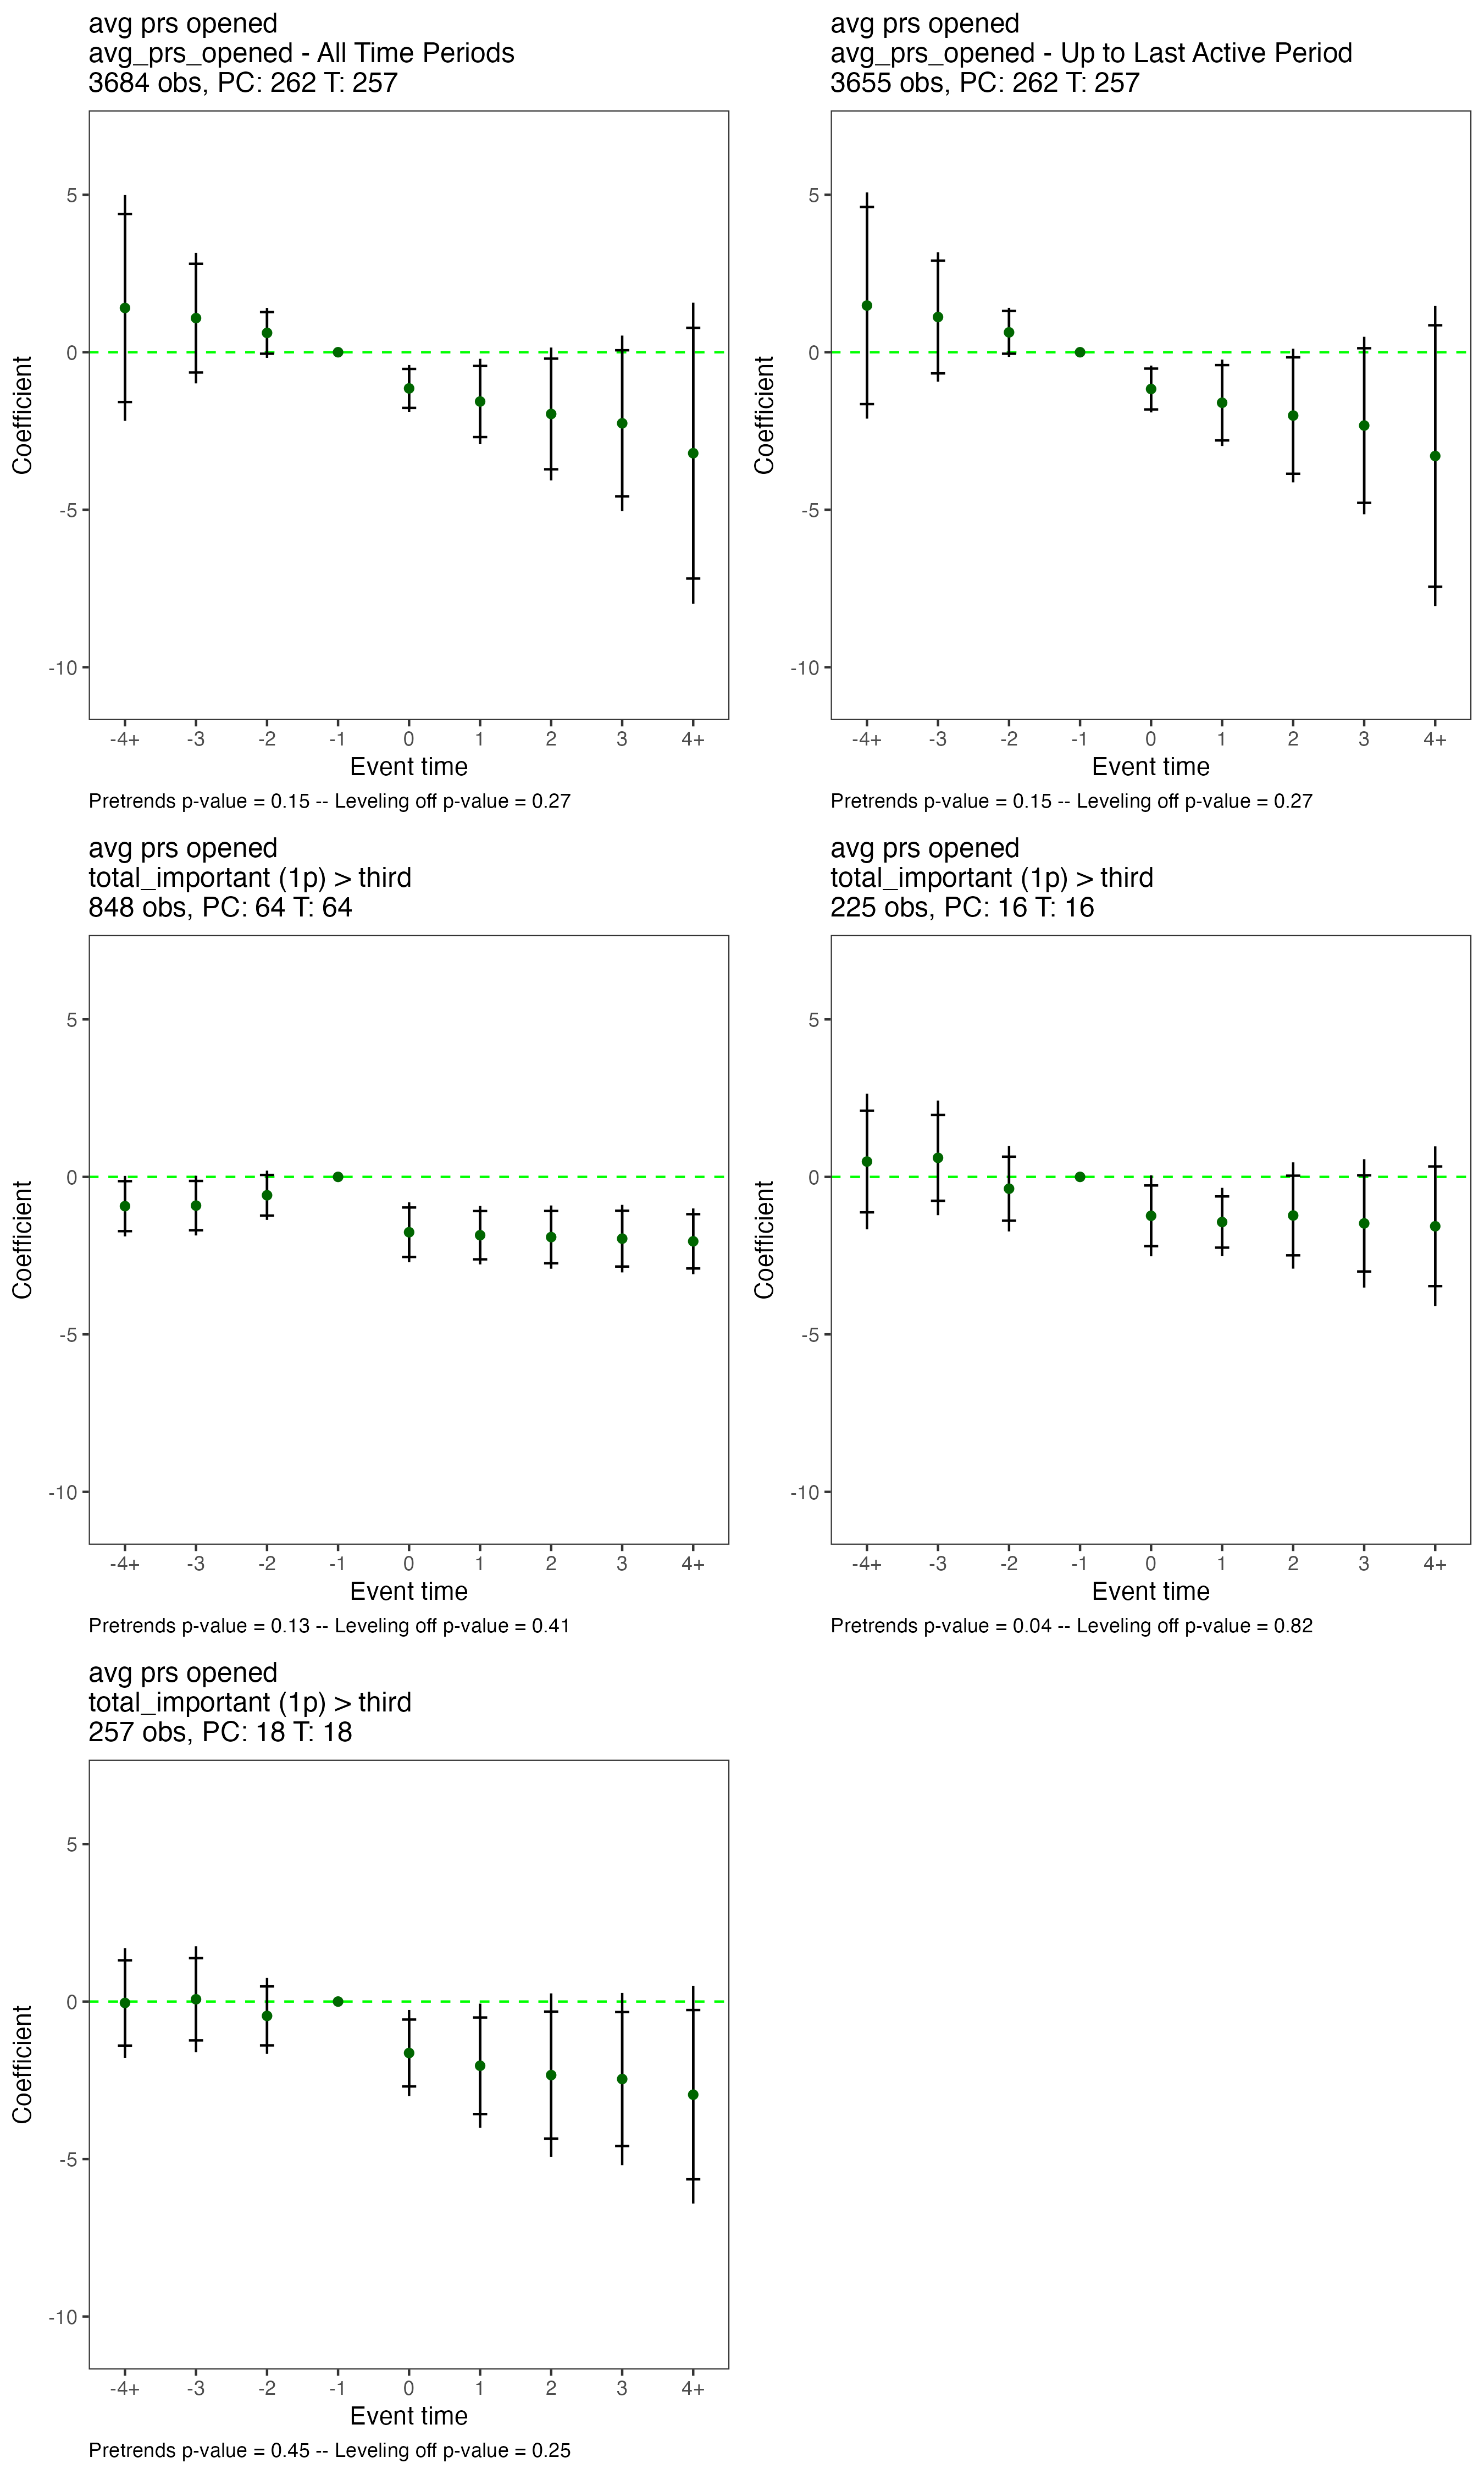 avg prs opened
avg_prs_opened - All Time Periods
3684 obs, PC: 262 T: 257
Coefficient
5
0
-5
-10
-4+ -3 -2 -1 0 1 2 3 4+
Event time
Pretrends p-value = 0.15 -- Leveling off p-value = 0.27
avg prs opened
avg_prs_opened - Up to Last Active Period
3655 obs, PC: 262 T: 257
Coefficient
5
0
-5
-10
-4+ -3 -2 -1 0 1 2 3 4+
Event time
Pretrends p-value = 0.15 -- Leveling off p-value = 0.27
avg prs opened
total_important (1p) > third
848 obs, PC: 64 T: 64
Coefficient
5
0
-5
-10
-4+ -3 -2 -1 0 1 2 3 4+
Event time
Pretrends p-value = 0.13 -- Leveling off p-value = 0.41
avg prs opened
total_important (1p) > third
225 obs, PC: 16 T: 16
Coefficient
5
0
-5
-10
-4+ -3 -2 -1 0 1 2 3 4+
Event time
Pretrends p-value = 0.04 -- Leveling off p-value = 0.82
avg prs opened
total_important (1p) > third
257 obs, PC: 18 T: 18
Coefficient
5
0
-5
-10
-4+ -3 -2 -1 0 1 2 3 4+
Event time
Pretrends p-value = 0.45 -- Leveling off p-value = 0.25